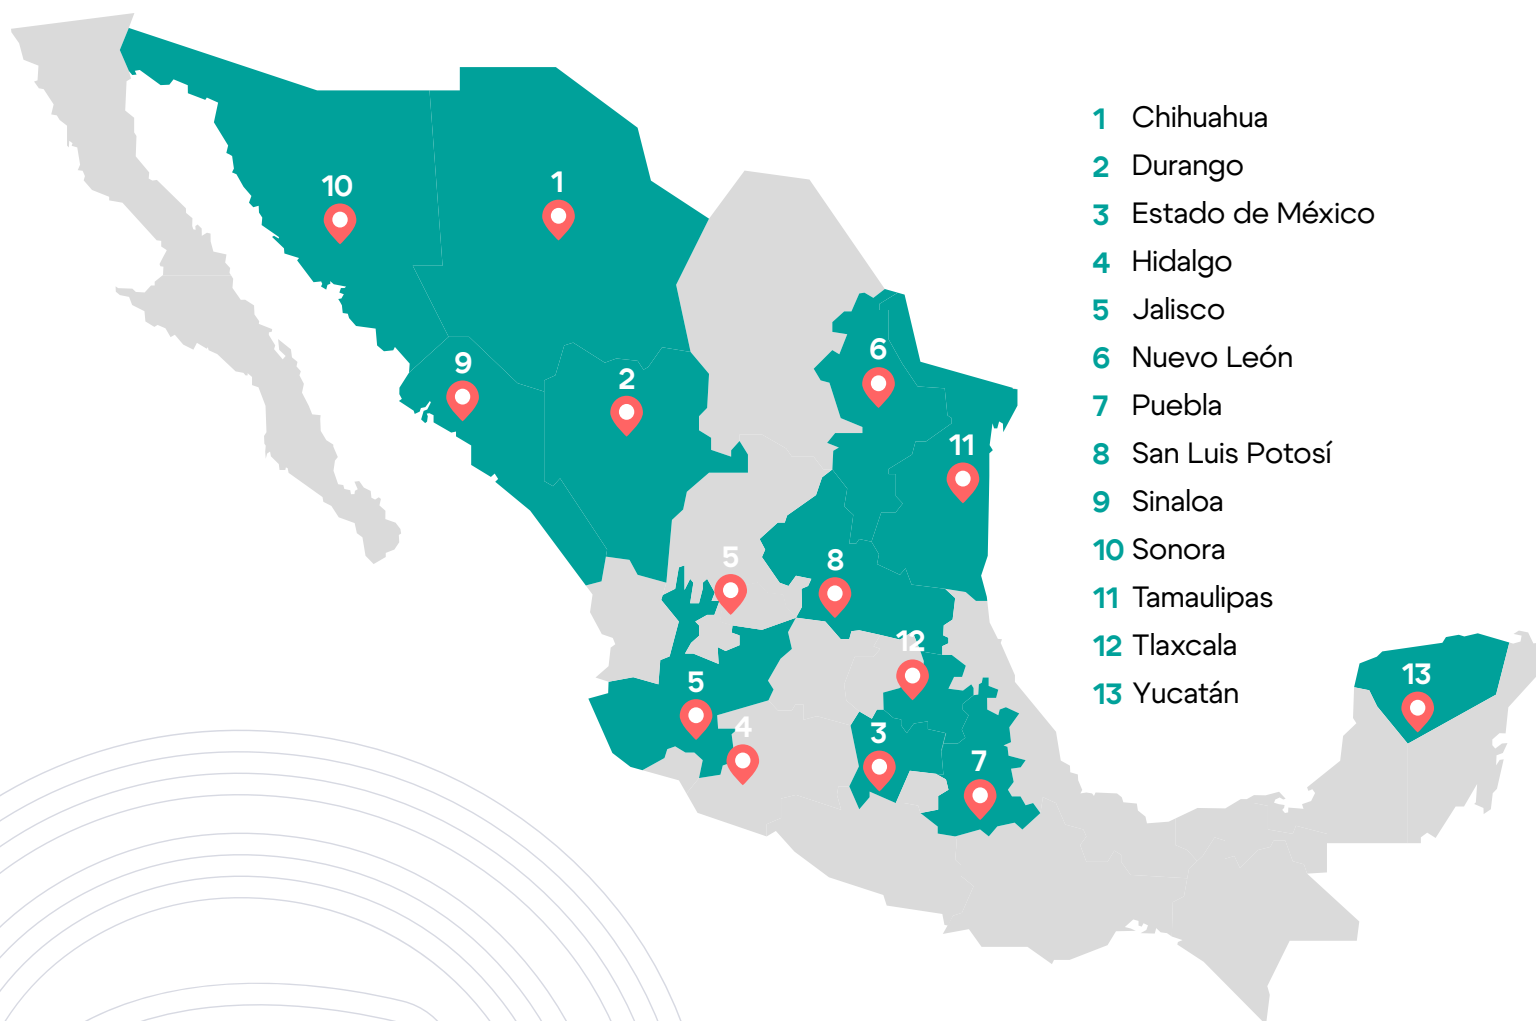 10
1
9
2
6
11
5
8
12
5
4
3
7
13
1 Chihuahua
2 Durango
3 Estado de México
4 Hidalgo
5 Jalisco
6 Nuevo León
7 Puebla
8 San Luis Potosí
9 Sinaloa
10 Sonora
11 Tamaulipas
12 Tlaxcala
13 Yucatán